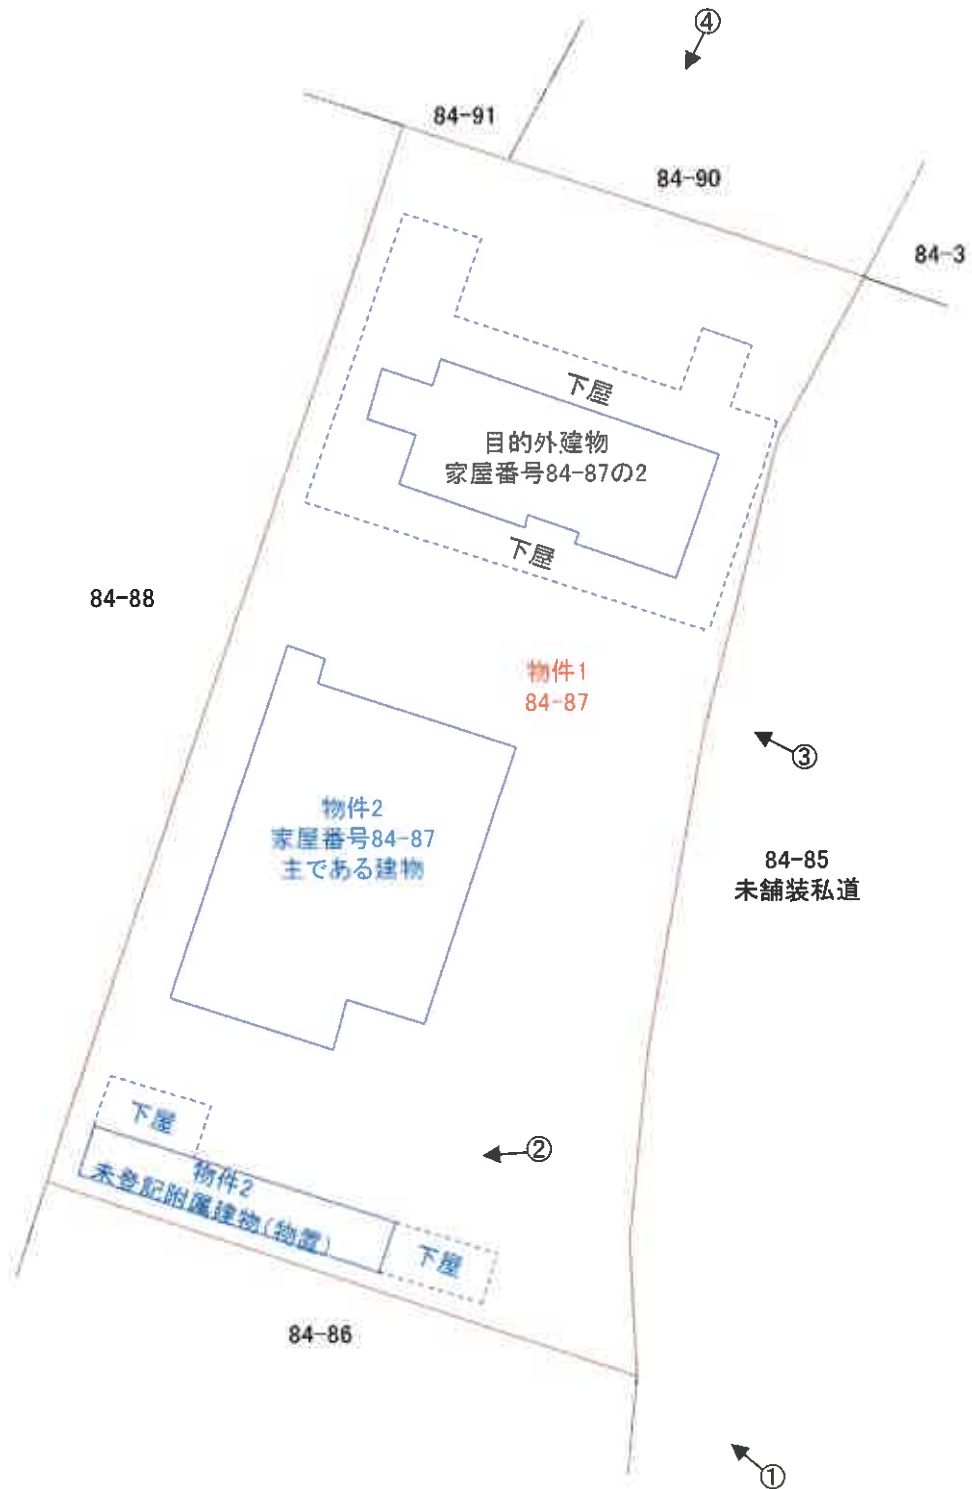 ④
84-91
84-90
84-3
下屋
目的外建物
家屋番号84-87の2
下屋
84-88
物件1
84-87
③
物件2
家屋番号84-87
主である建物
84-85
未舗装私道
下屋
②
物件2
未登記附属建物(物置)
下屋
84-86
①